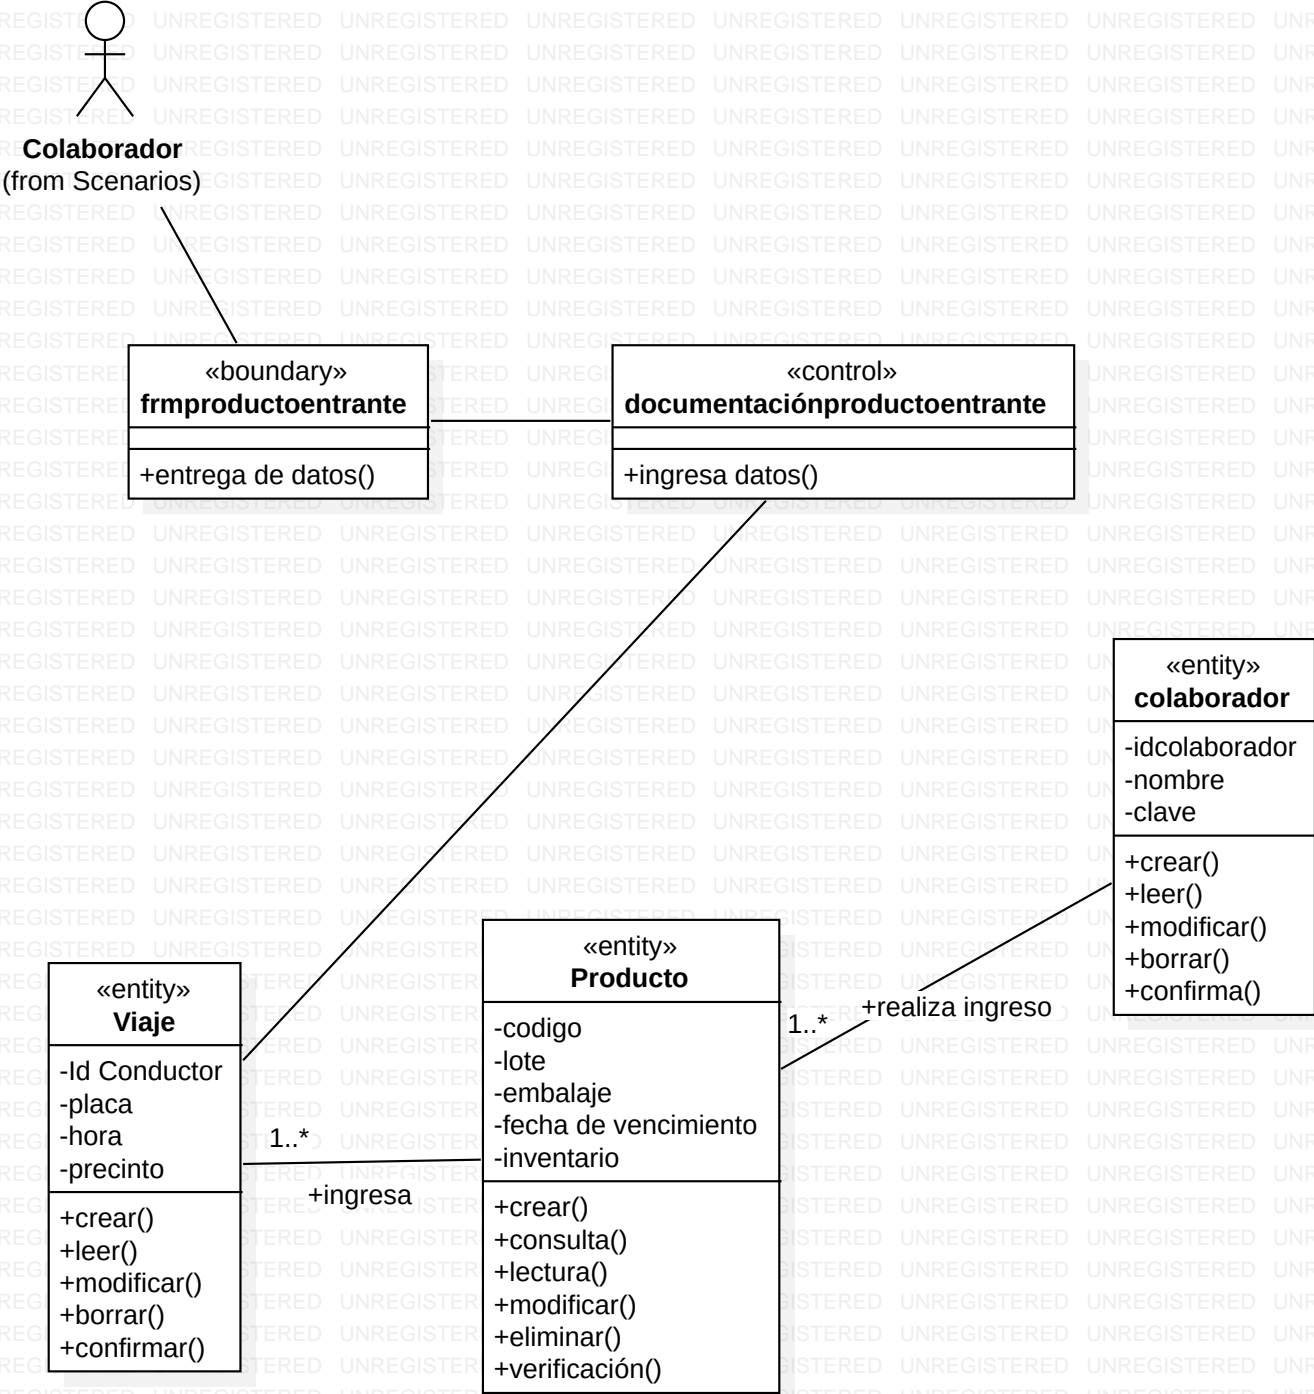 Colaborador
(from Scenarios)
«boundary»
frmproductoentrante
+entrega de datos()
«control»
documentaciónproductoentrante
+ingresa datos()
«entity»
colaborador
-idcolaborador
-nombre
-clave
+crear()
+leer()
+modificar()
+borrar()
+confirma()
«entity»
Producto
-codigo
-lote
-embalaje
-fecha de vencimiento
-inventario
+crear()
+consulta()
+lectura()
+modificar()
+eliminar()
+verificación()
1..*
+realiza ingreso
«entity»
Viaje
-Id Conductor
-placa
-hora
-precinto
+crear()
+leer()
+modificar()
+borrar()
+confirmar()
1..*
+ingresa
UNREGISTERED